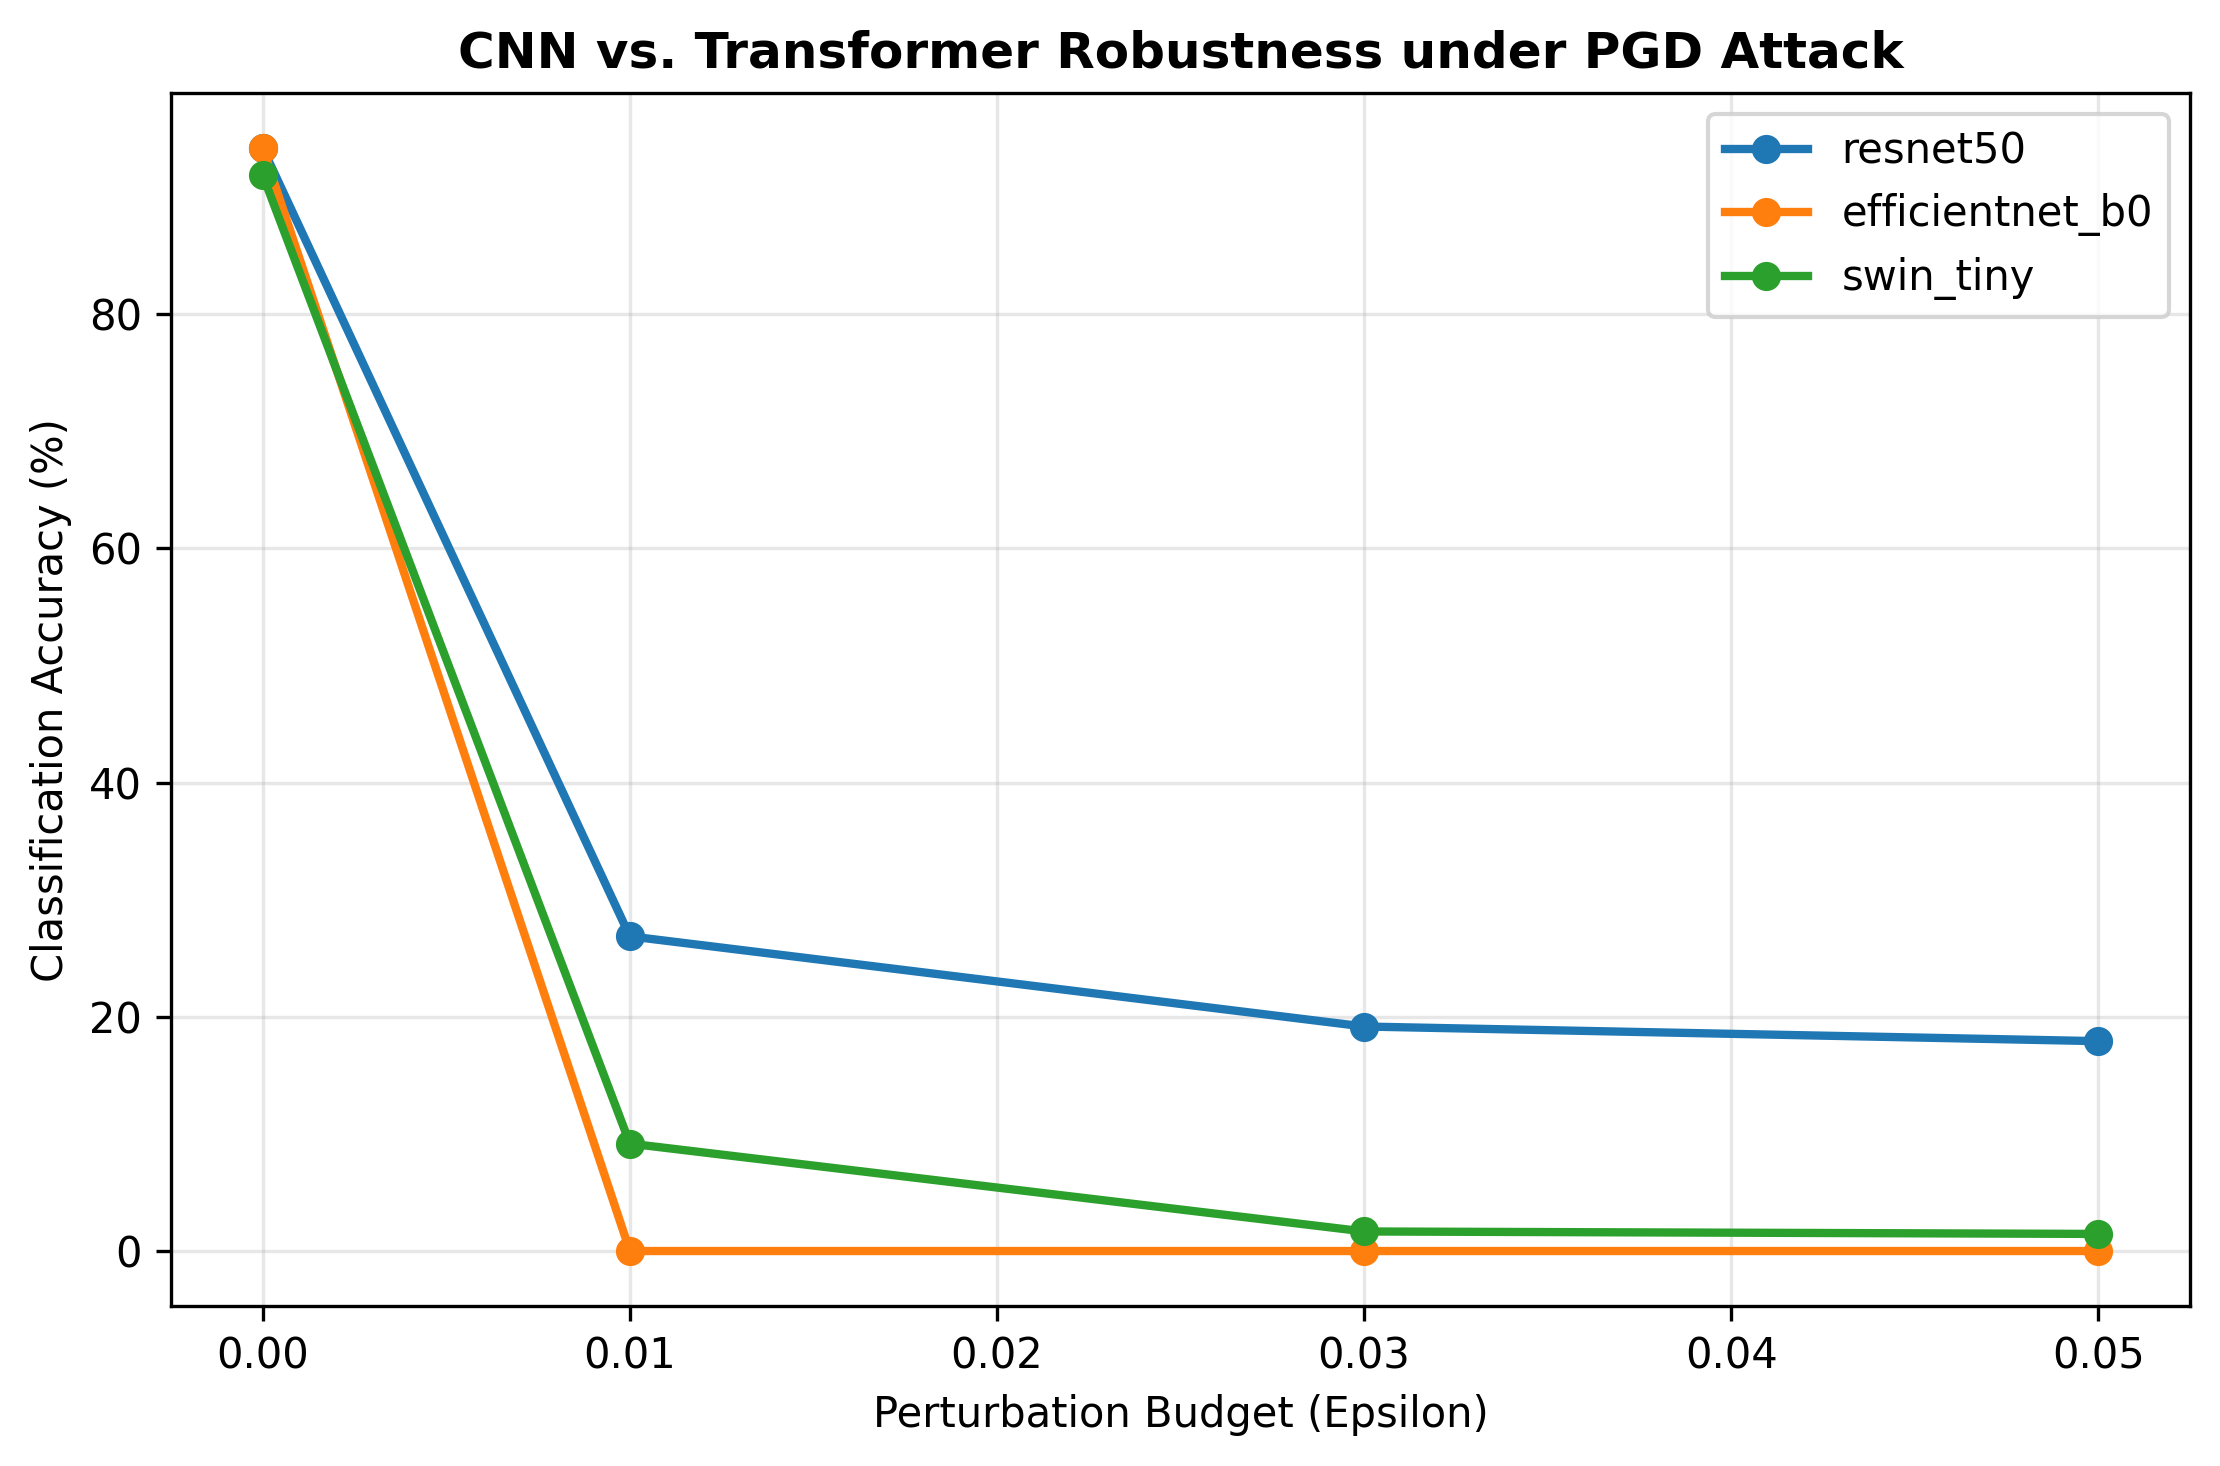 CNN vs. Transformer Robustness under PGD Attack
resnet50
efficientnet_b0
swin_tiny
Classification Accuracy (%)
80
60
40
20
0
0.00 0.01 0.02 0.03 0.04 0.05
Perturbation Budget (Epsilon)